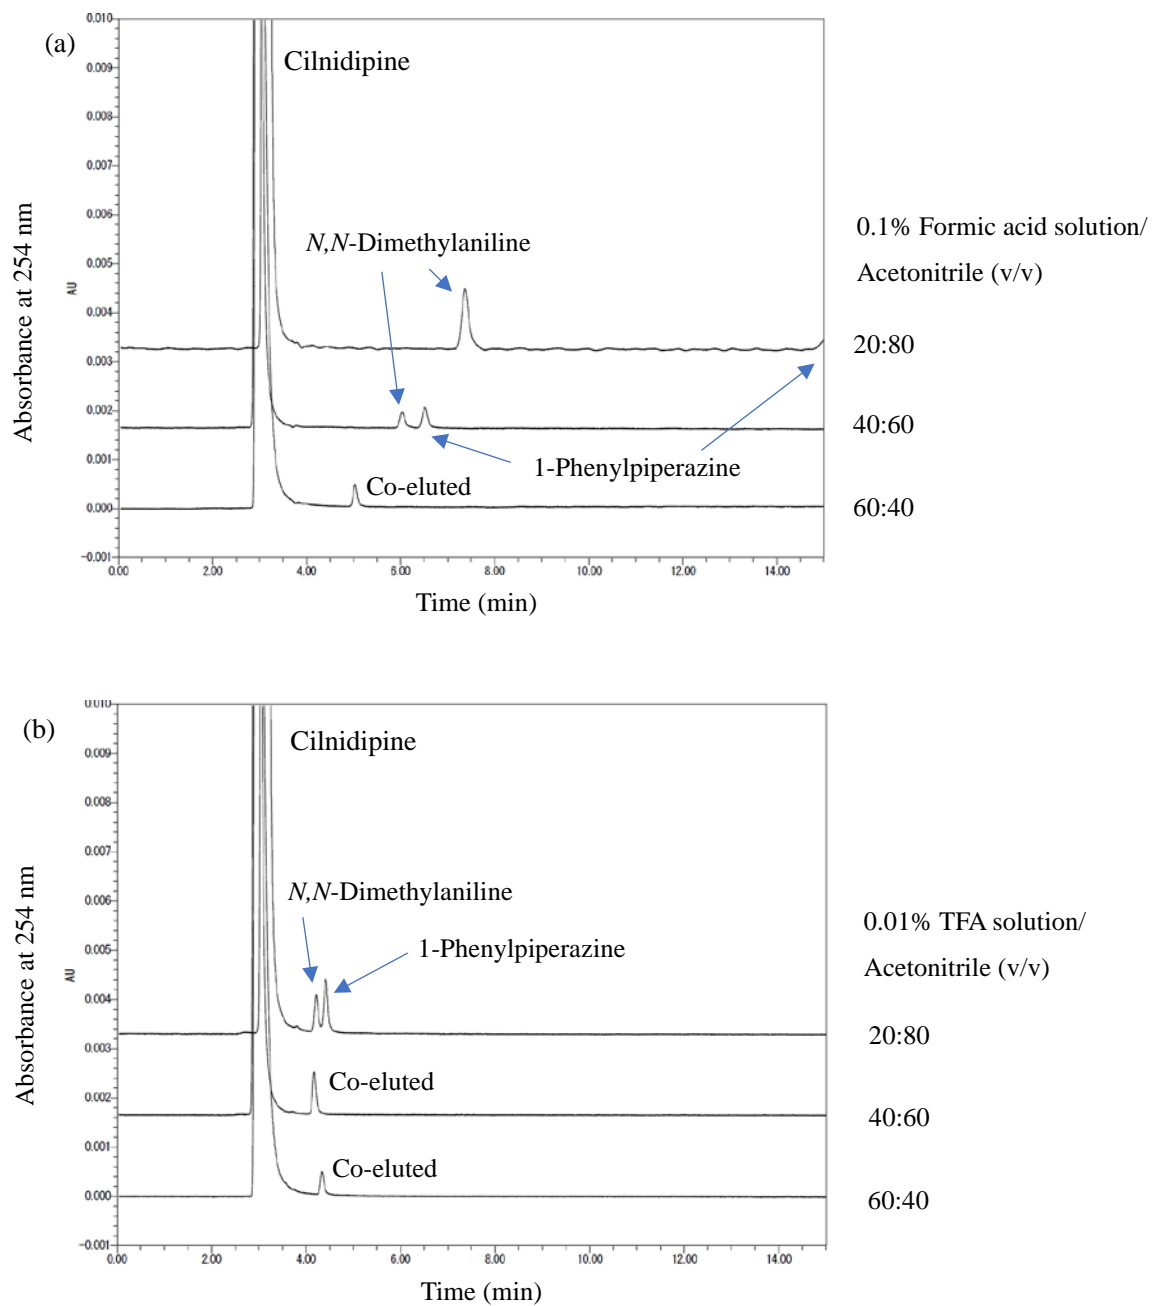 (a)
0.010
0.009
0.008
0.007
0.006
0.005
0.004
0.003
0.002
0.001
0.000
-0.001
AU
Absorbance at 254 nm
Cilnidipine
N,N-Dimethylaniline
1-Phenylpiperazine
Co-eluted
0.1% Formic acid solution/
Acetonitrile (v/v)
20:80
40:60
60:40
0.00 2.00 4.00 6.00 8.00 10.00 12.00 14.00
Time (min)
(b)
0.010
0.009
0.008
0.007
0.006
0.005
0.004
0.003
0.002
0.001
0.000
-0.001
AU
Absorbance at 254 nm
Cilnidipine
N,N-Dimethylaniline
1-Phenylpiperazine
Co-eluted
Co-eluted
0.01% TFA solution/
Acetonitrile (v/v)
20:80
40:60
60:40
0.00 2.00 4.00 6.00 8.00 10.00 12.00 14.00
Time (min)